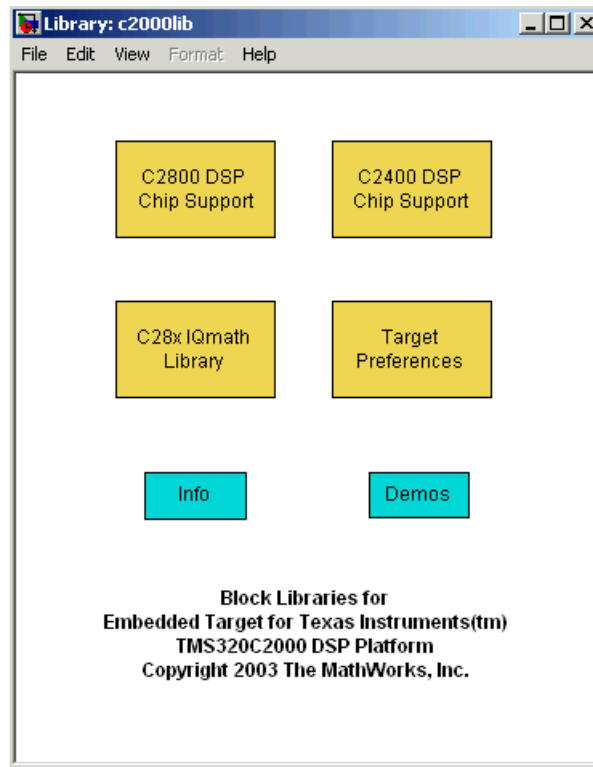 Library: c2000lib
File Edit View Format Help
C2800 DSP
Chip Support
C2400 DSP
Chip Support
C28x IQmath
Library
Target
Preferences
Info
Demos
Block Libraries for
Embedded Target for Texas Instruments(tm)
TMS320C2000 DSP Platform
Copyright 2003 The MathWorks, Inc.